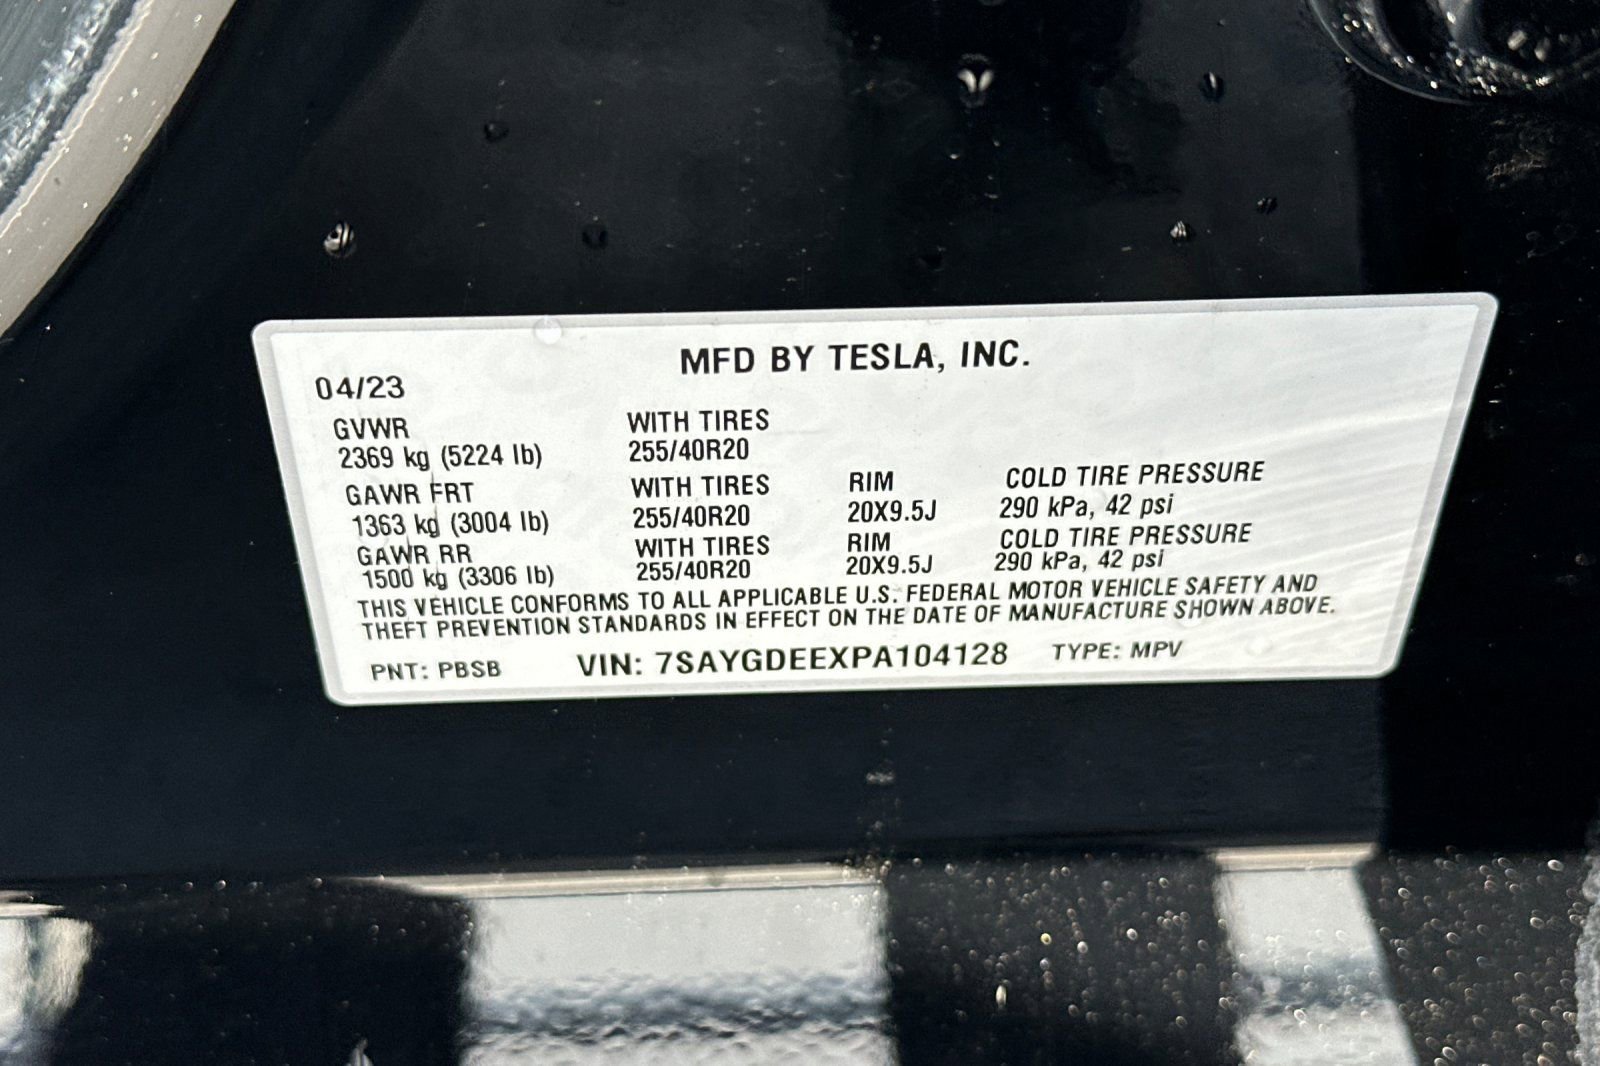 MFD BY TESLA, INC.
04/23
GVWR WITH TIRES
2369 kg (5224 lb) 255/40R20
GAWR FRT WITH TIRES RIM COLD TIRE PRESSURE
1363 kg (3004 lb) 255/40R20 20X9.5J 290 kPa, 42 psi
GAWR RR WITH TIRES RIM COLD TIRE PRESSURE
1500 kg (3306 lb) 255/40R20 20X9.5J 290 kPa, 42 psi
THIS VEHICLE CONFORMS TO ALL APPLICABLE U.S. FEDERAL MOTOR VEHICLE SAFETY AND
THEFT PREVENTION STANDARDS IN EFFECT ON THE DATE OF MANUFACTURE SHOWN ABOVE.
PNT: PBSB VIN: 7SAYGDEEXPA104128 TYPE: MPV